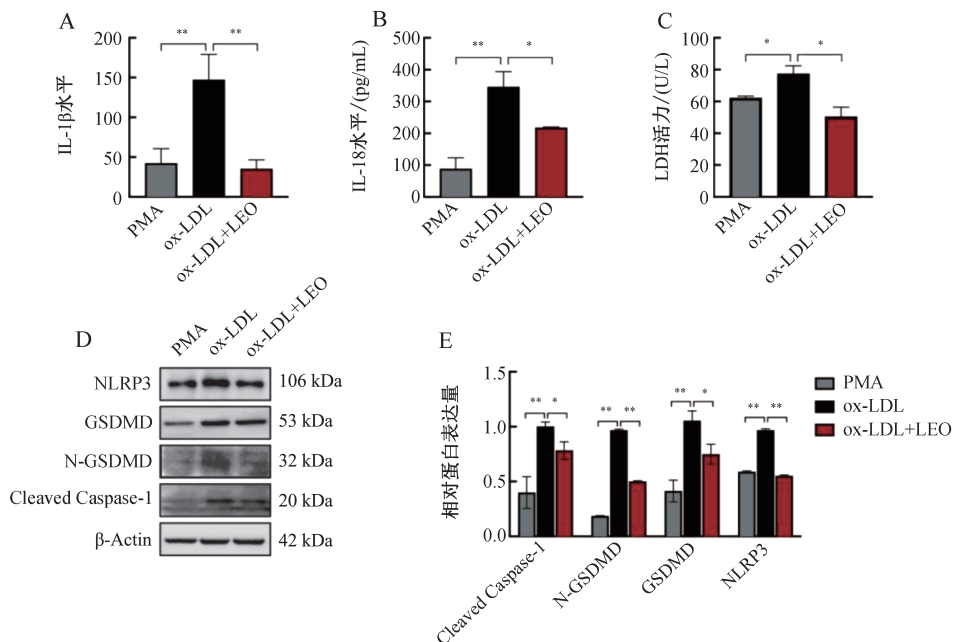 A
**
**
200
150
100
50
0
IL-1β水平
PMA
ox-LDL
ox-LDL+LEO
B
**
*
500
400
300
200
100
0
IL-18水平/(pg/mL)
PMA
ox-LDL
ox-LDL+LEO
C
*
*
100
80
60
40
20
0
LDH活力/(U/L)
PMA
ox-LDL
ox-LDL+LEO
D
PMA
ox-LDL
ox-LDL+LEO
NLRP3 106 kDa
GSDMD 53 kDa
N-GSDMD 32 kDa
Cleaved Caspase-1 20 kDa
β-Actin 42 kDa
E
1.5
1.0
0.5
0.0
相对蛋白表达量
** *
** **
** *
** **
Cleaved Caspase-1
N-GSDMD
GSDMD
NLRP3
PMA
ox-LDL
ox-LDL+LEO